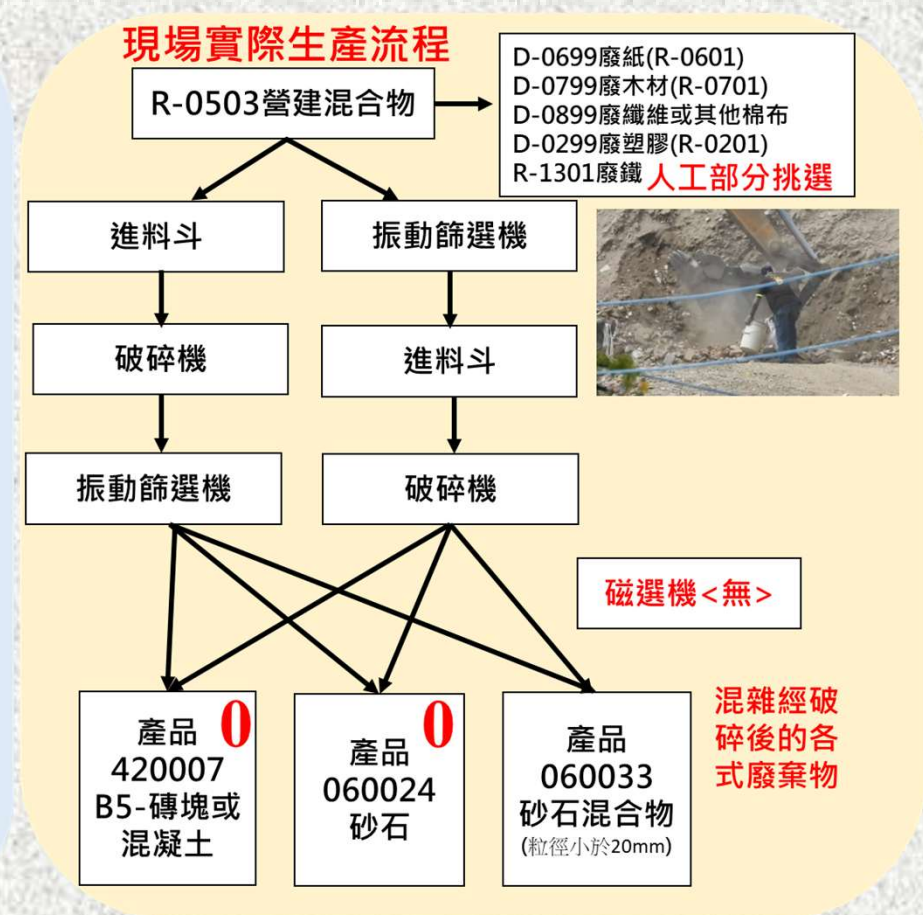 現場實際生產流程
R-0503營建混合物
D-0699廢紙(R-0601)
D-0799廢木材(R-0701)
D-0899廢纖維或其他棉布
D-0299廢塑膠(R-0201)
R-1301廢鐵 人工部分挑選
進料斗
振動篩選機
破碎機
進料斗
振動篩選機
破碎機
磁選機<無>
產品
420007
B5-磚塊或
混凝土
0
產品
060024
砂石
0
產品
060033
砂石混合物
(粒徑小於20mm)
混雜經破
碎後的各
式廢棄物